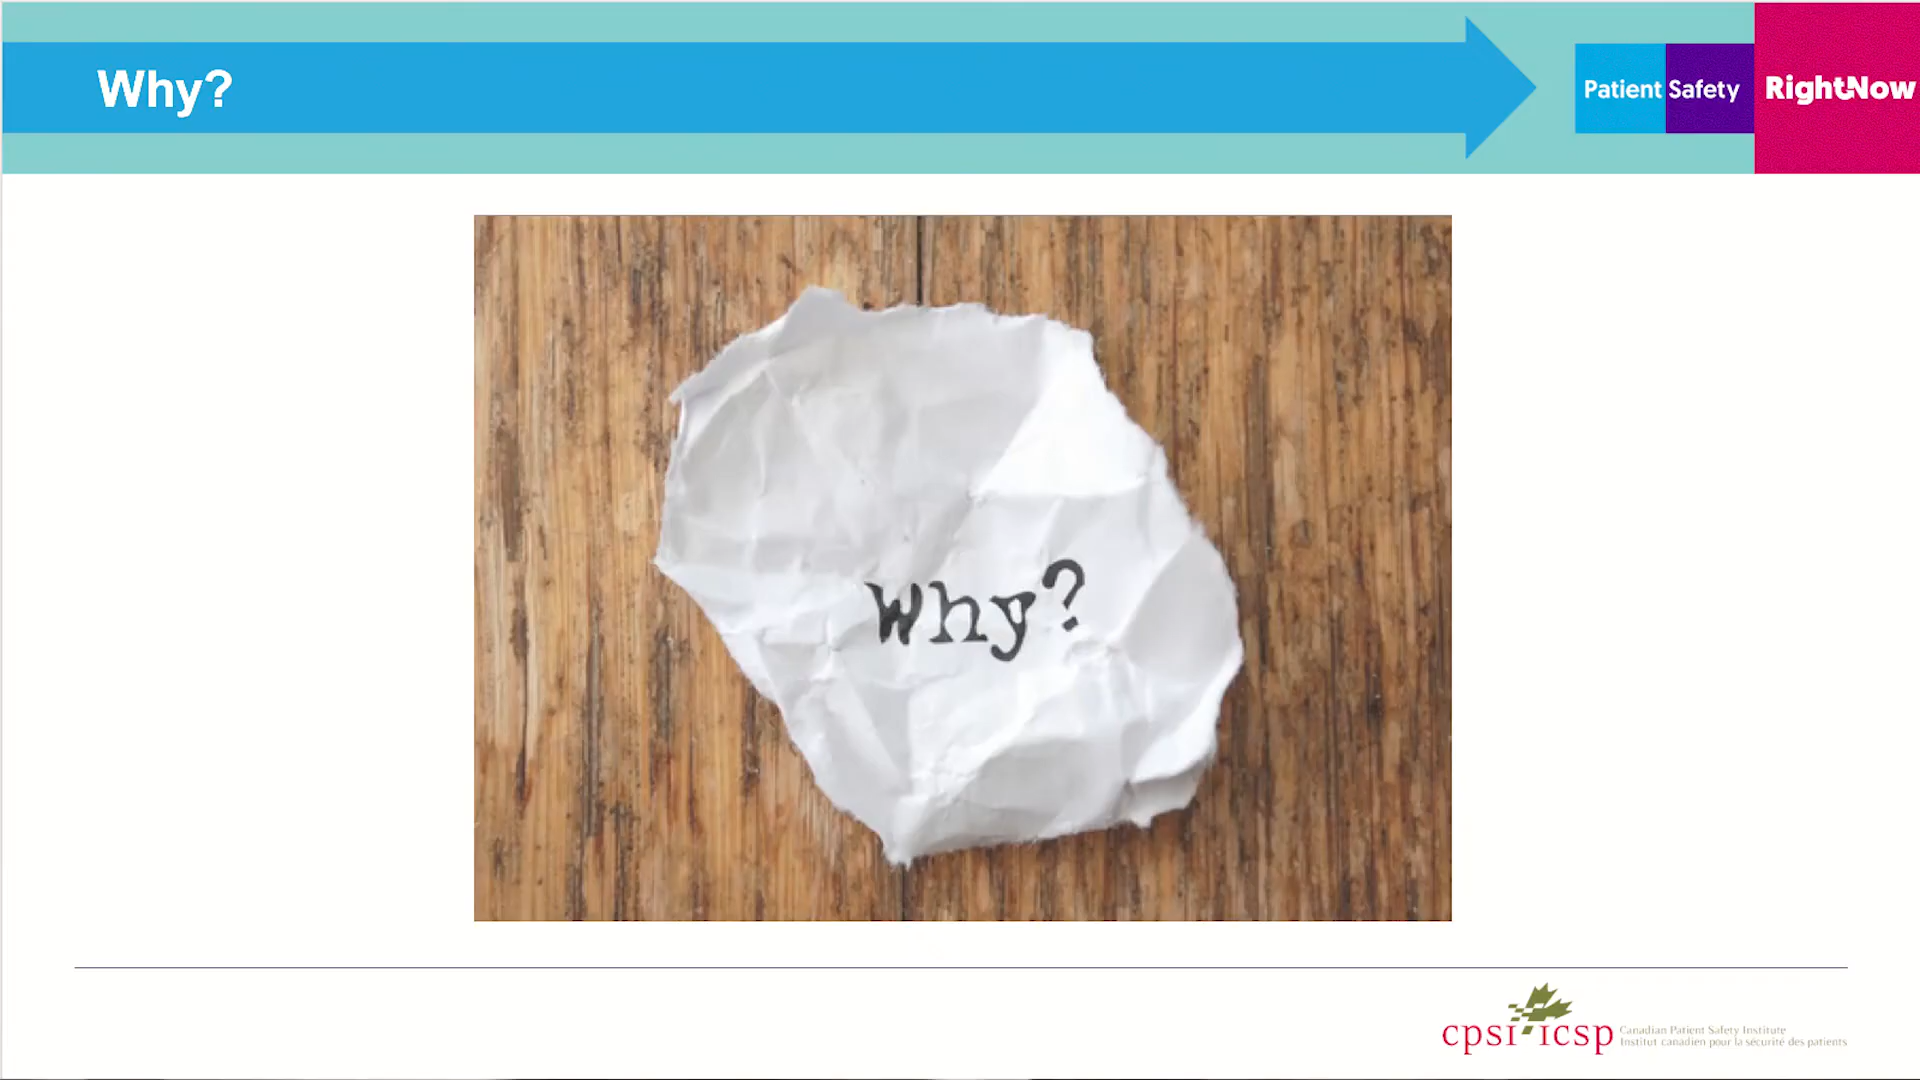 Why?
Patient Safety RightNow
Why?
cpsi icsp
Canadian Patient Safety Institute
Institut canadien pour la sécurité des patients